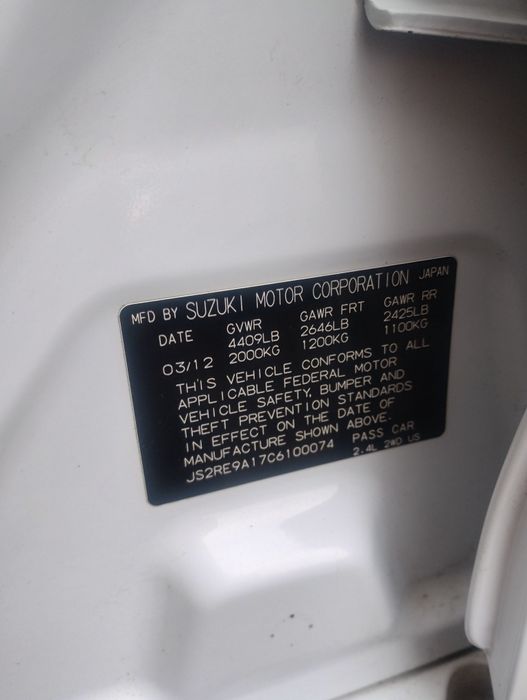 MFD BY SUZUKI MOTOR CORPORATION JAPAN
DATE GVWR GAWR FRT GAWR RR
4409LB 2646LB 2425LB
03/12 2000KG 1200KG 1100KG
THIS VEHICLE CONFORMS TO ALL
APPLICABLE FEDERAL MOTOR
VEHICLE SAFETY, BUMPER AND
THEFT PREVENTION STANDARDS
IN EFFECT ON THE DATE OF
MANUFACTURE SHOWN ABOVE.
JS2RE9A17C6100074 PASS CAR
2.4L 2WD US